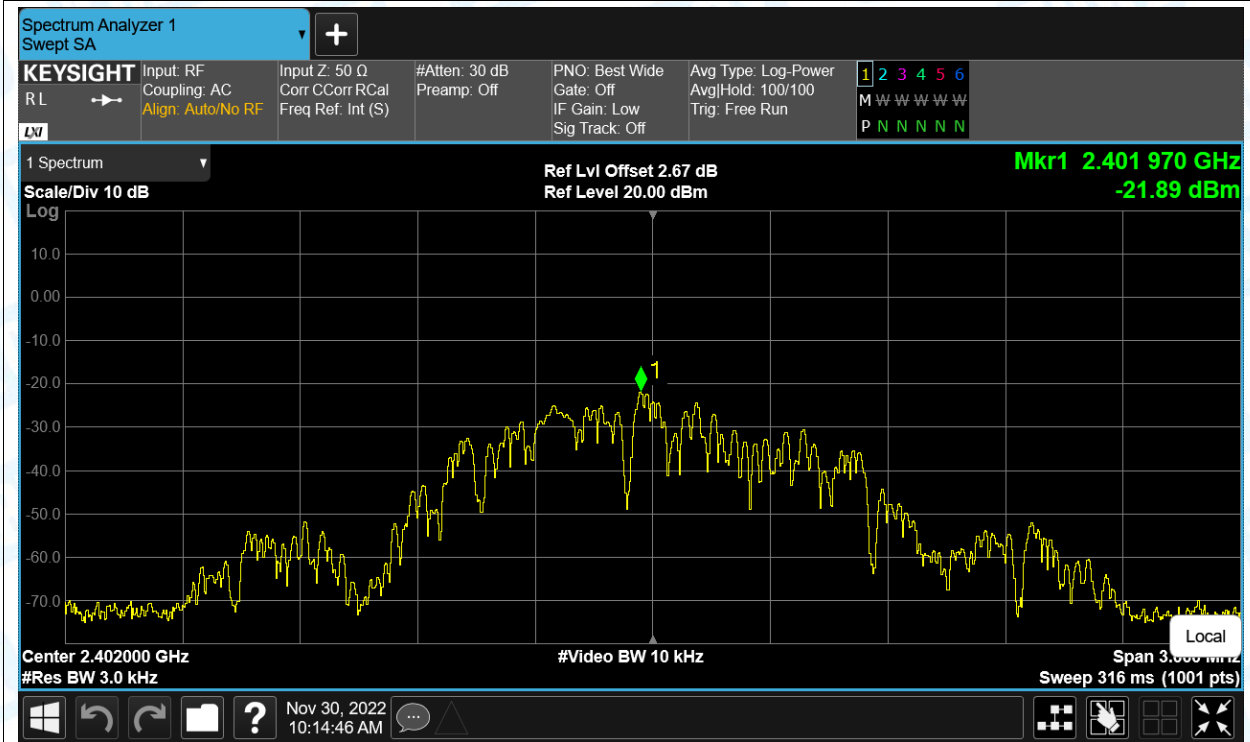 Spectrum Analyzer 1
Swept SA
+
KEYSIGHT
R L
LXI
Input: RF
Coupling: AC
Align: Auto/No RF
Input Z: 50 Ω
Corr CCorr RCal
Freq Ref: Int (S)
#Atten: 30 dB
Preamp: Off
PNO: Best Wide
Gate: Off
IF Gain: Low
Sig Track: Off
Avg Type: Log-Power
Avg|Hold: 100/100
Trig: Free Run
1 2 3 4 5 6
M W W W W W
P N N N N N
1 Spectrum
Scale/Div 10 dB
Ref Lvl Offset 2.67 dB
Ref Level 20.00 dBm
Mkr1 2.401 970 GHz
-21.89 dBm
Log
10.0
0.00
-10.0
-20.0
-30.0
-40.0
-50.0
-60.0
-70.0
1
Local
Center 2.402000 GHz
#Video BW 10 kHz
Span 3.000 MHz
#Res BW 3.0 kHz
Sweep 316 ms (1001 pts)
?
Nov 30, 2022
10:14:46 AM